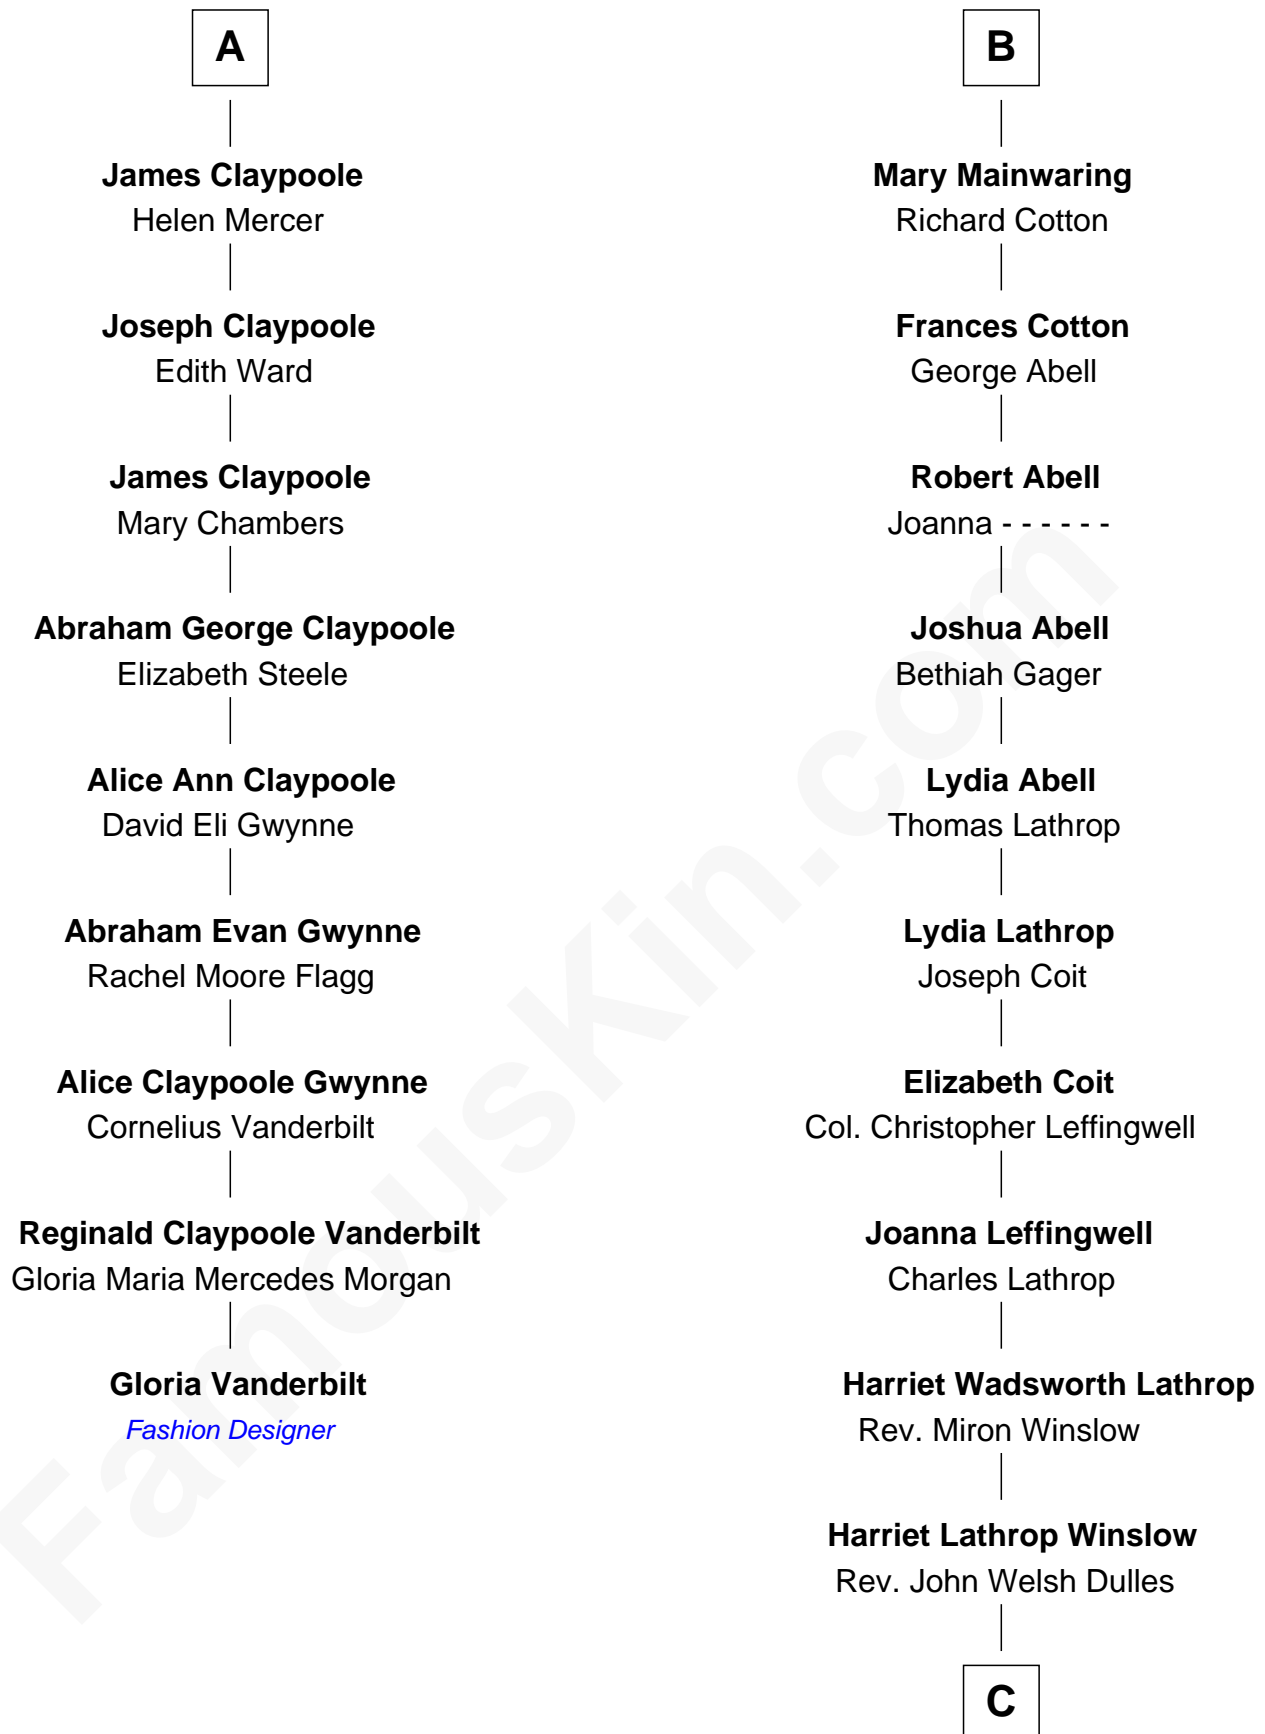 A
James Claypoole
Helen Mercer
Joseph Claypoole
Edith Ward
James Claypoole
Mary Chambers
Abraham George Claypoole
Elizabeth Steele
Alice Ann Claypoole
David Eli Gwynne
Abraham Evan Gwynne
Rachel Moore Flagg
Alice Claypoole Gwynne
Cornelius Vanderbilt
Reginald Claypoole Vanderbilt
Gloria Maria Mercedes Morgan
Gloria Vanderbilt
Fashion Designer
B
Mary Mainwaring
Richard Cotton
Frances Cotton
George Abell
Robert Abell
Joanna - - - - - -
Joshua Abell
Bethiah Gager
Lydia Abell
Thomas Lathrop
Lydia Lathrop
Joseph Coit
Elizabeth Coit
Col. Christopher Leffingwell
Joanna Leffingwell
Charles Lathrop
Harriet Wadsworth Lathrop
Rev. Miron Winslow
Harriet Lathrop Winslow
Rev. John Welsh Dulles
C
FamousKin.com